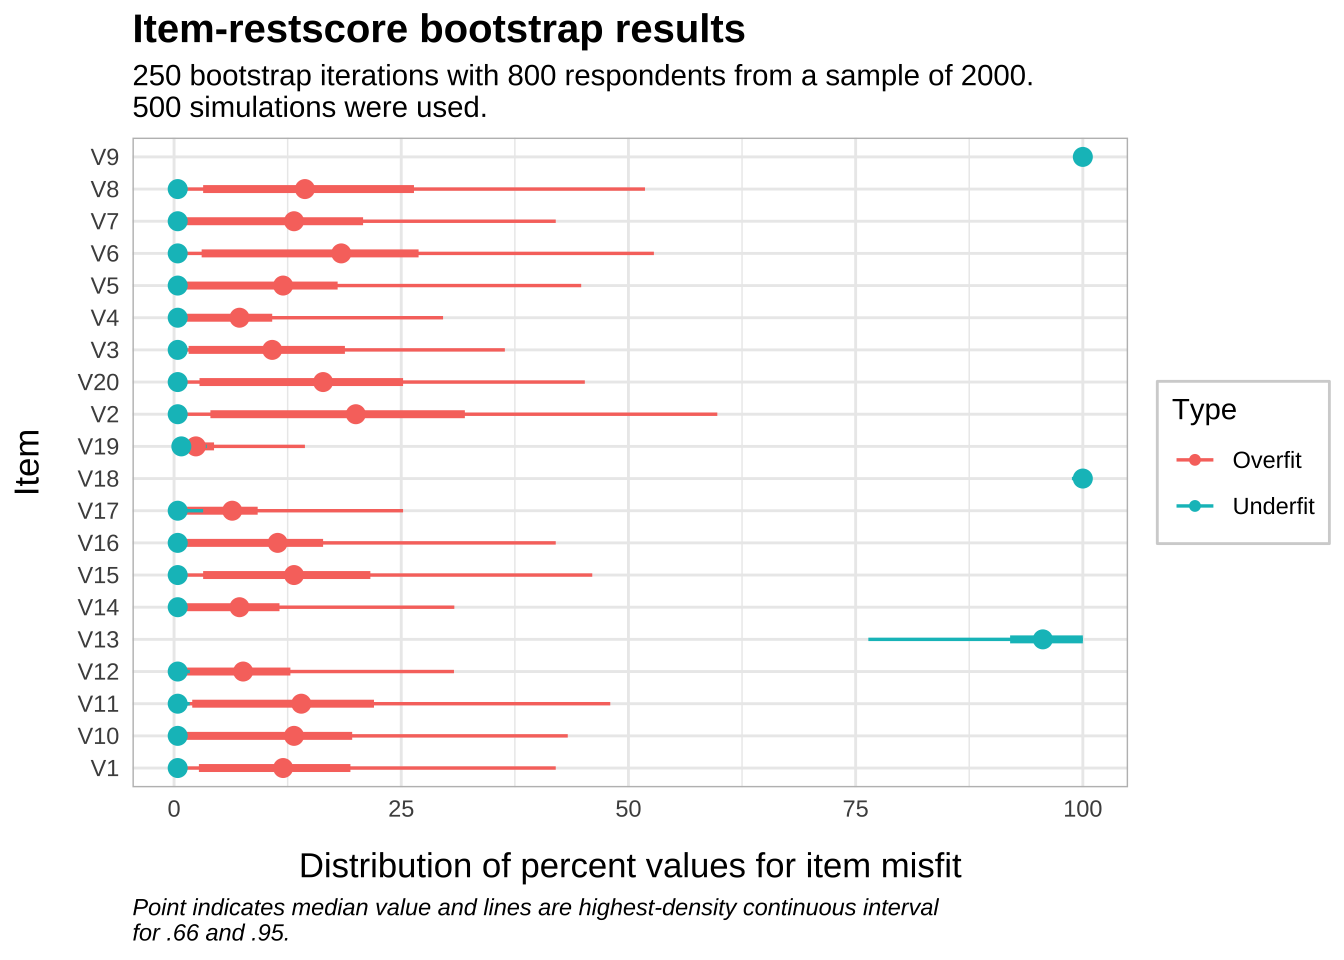 Item-restscore bootstrap results
250 bootstrap iterations with 800 respondents from a sample of 2000.
500 simulations were used.
V9
V8
V7
V6
V5
V4
V3
V20
V2
V19
V18
V17
V16
V15
V14
V13
V12
V11
V10
V1
Item
0 25 50 75 100
Distribution of percent values for item misfit
Type
Overfit
Underfit
Point indicates median value and lines are highest-density continuous interval
for .66 and .95.